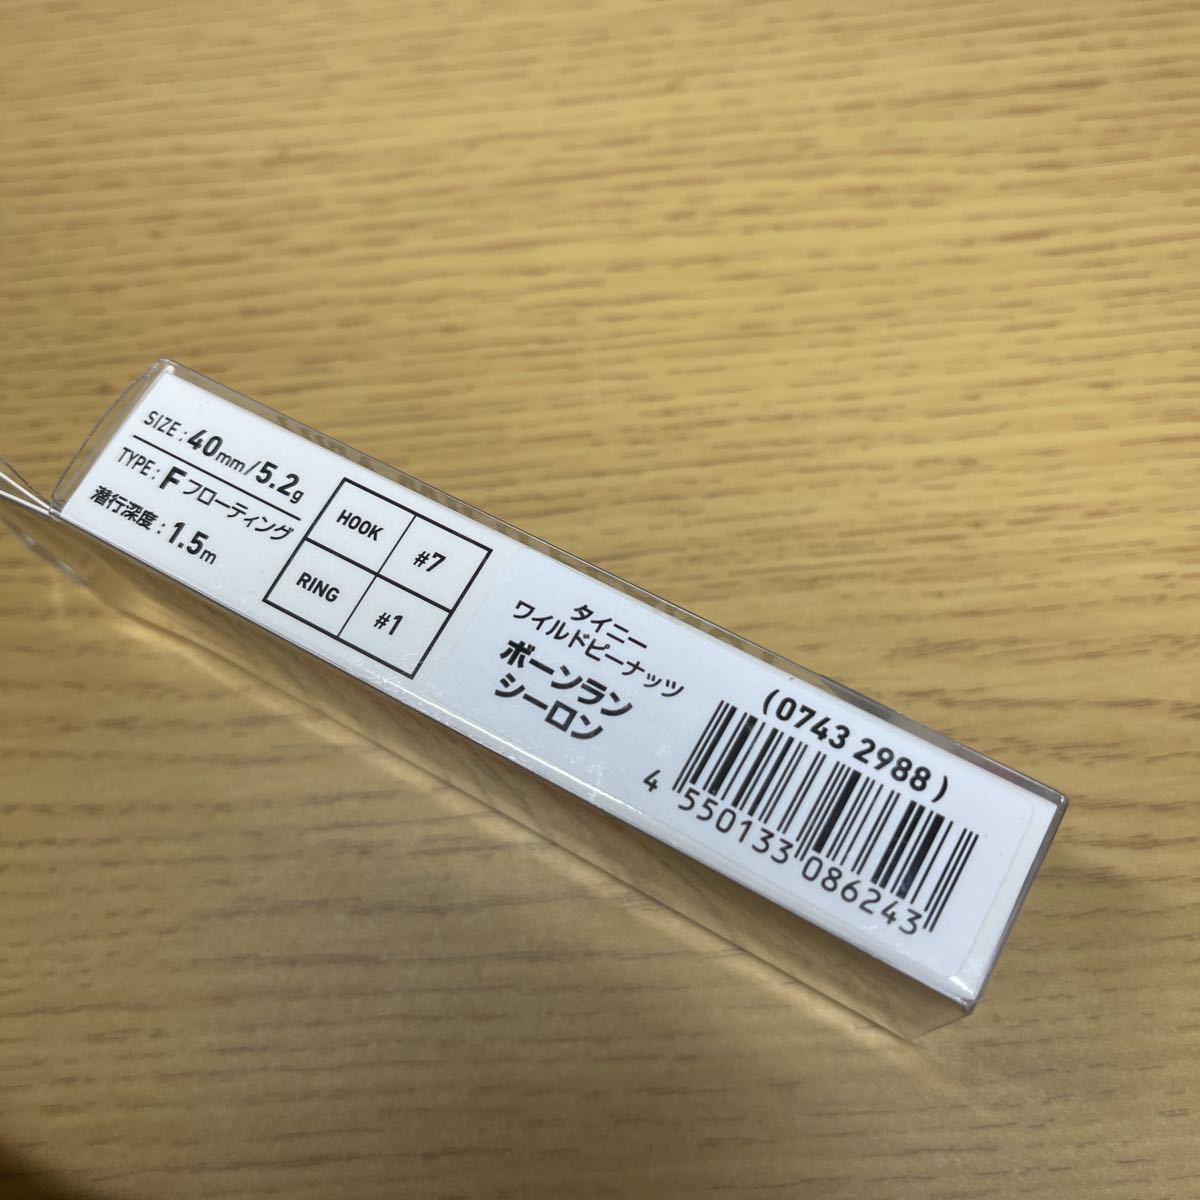 SIZE : 40mm/5.2g
TYPE : F フローティング
潜行深度 : 1.5m
HOOK #7
RING #1
タイニー
ワイルドピーナッツ
ボーンラン
シーロン
(0743 2988)
4 550133 086243